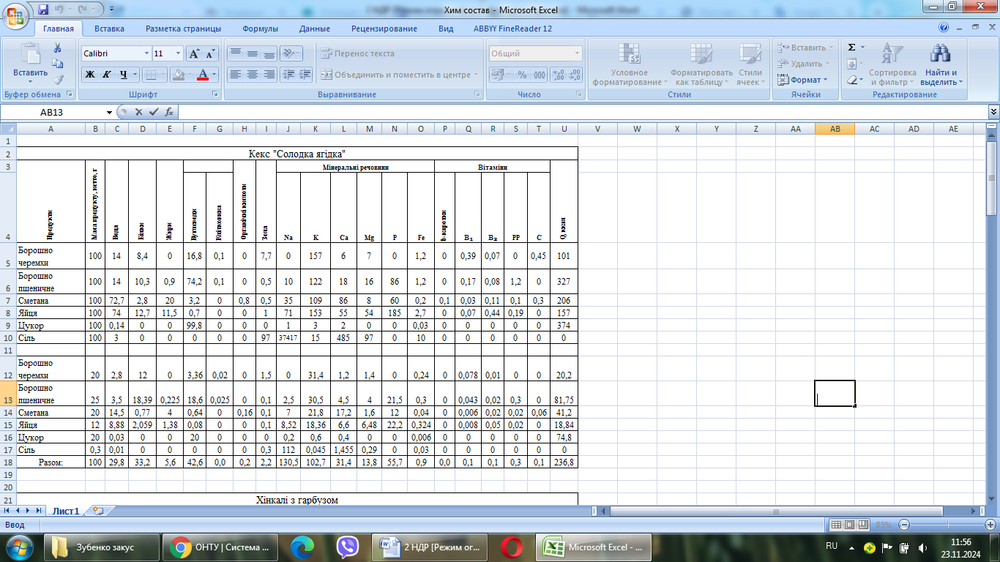 Хим состав - Microsoft Excel
Главная Вставка Разметка страницы Формулы Данные Рецензирование Вид ABBYY FineReader 12
Calibri 11 Перенос текста Общий Вставить Σ
Вставить Ж К Ч Объединить и поместить в центре % 000 Условное форматирование Форматировать как таблицу Стили ячеек Удалить Формат Сортировка и фильтр Найти и выделить
Буфер обмена Шрифт Выравнивание Число Стили Ячейки Редактирование
AB13 fx
A B C D E F G H I J K L M N O P Q R S T U V W X Y Z AA AB AC AD AE
1
2 Кекс "Солодка ягідка"
3 Мінеральні речовини Вітаміни
4 Продукти Маса продукту, нетто, г Вода Білки Жири Вуглеводи Клітковина Органічні кислоти Зола Na K Ca Mg P Fe b-каротин B₁ B₂ PP C Q, ккал
5 Борошно черемхи 100 14 8,4 0 16,8 0,1 0 7,7 0 157 6 7 0 1,2 0 0,39 0,07 0 0,45 101
6 Борошно пшеничне 100 14 10,3 0,9 74,2 0,1 0 0,5 10 122 18 16 86 1,2 0 0,17 0,08 1,2 0 327
7 Сметана 100 72,7 2,8 20 3,2 0 0,8 0,5 35 109 86 8 60 0,2 0,1 0,03 0,11 0,1 0,3 206
8 Яйця 100 74 12,7 11,5 0,7 0 0 1 71 153 55 54 185 2,7 0 0,07 0,44 0,19 0 157
9 Цукор 100 0,14 0 0 99,8 0 0 0 1 3 2 0 0 0,03 0 0 0 0 0 374
10 Сіль 100 3 0 0 0 0 0 97 37417 15 485 97 0 10 0 0 0 0 0 0
11
12 Борошно черемхи 20 2,8 12 0 3,36 0,02 0 1,5 0 31,4 1,2 1,4 0 0,24 0 0,078 0,01 0 0 20,2
13 Борошно пшеничне 25 3,5 18,39 0,225 18,6 0,025 0 0,1 2,5 30,5 4,5 4 21,5 0,3 0 0,043 0,02 0,3 0 81,75
14 Сметана 20 14,5 0,77 4 0,64 0 0,16 0,1 7 21,8 17,2 1,6 12 0,04 0 0,006 0,02 0,02 0,06 41,2
15 Яйця 12 8,88 2,059 1,38 0,08 0 0 0,1 8,52 18,36 6,6 6,48 22,2 0,324 0 0,008 0,05 0,02 0 18,84
16 Цукор 20 0,03 0 0 20 0 0 0 0,2 0,6 0,4 0 0 0,006 0 0 0 0 0 74,8
17 Сіль 0,3 0,01 0 0 0 0 0 0,3 112 0,045 1,455 0,29 0 0,03 0 0 0 0 0 0
18 Разом: 100 29,8 33,2 5,6 42,6 0,0 0,2 2,2 130,5 102,7 31,4 13,8 55,7 0,9 0,0 0,1 0,1 0,3 0,1 236,8
19
20
21 Хінкалі з гарбузом
Лист1
Ввод 85%
Зубенко закус ОНТУ | Система ... 2 НДР [Режим ог... Microsoft Excel - ... RU 11:56
23.11.2024